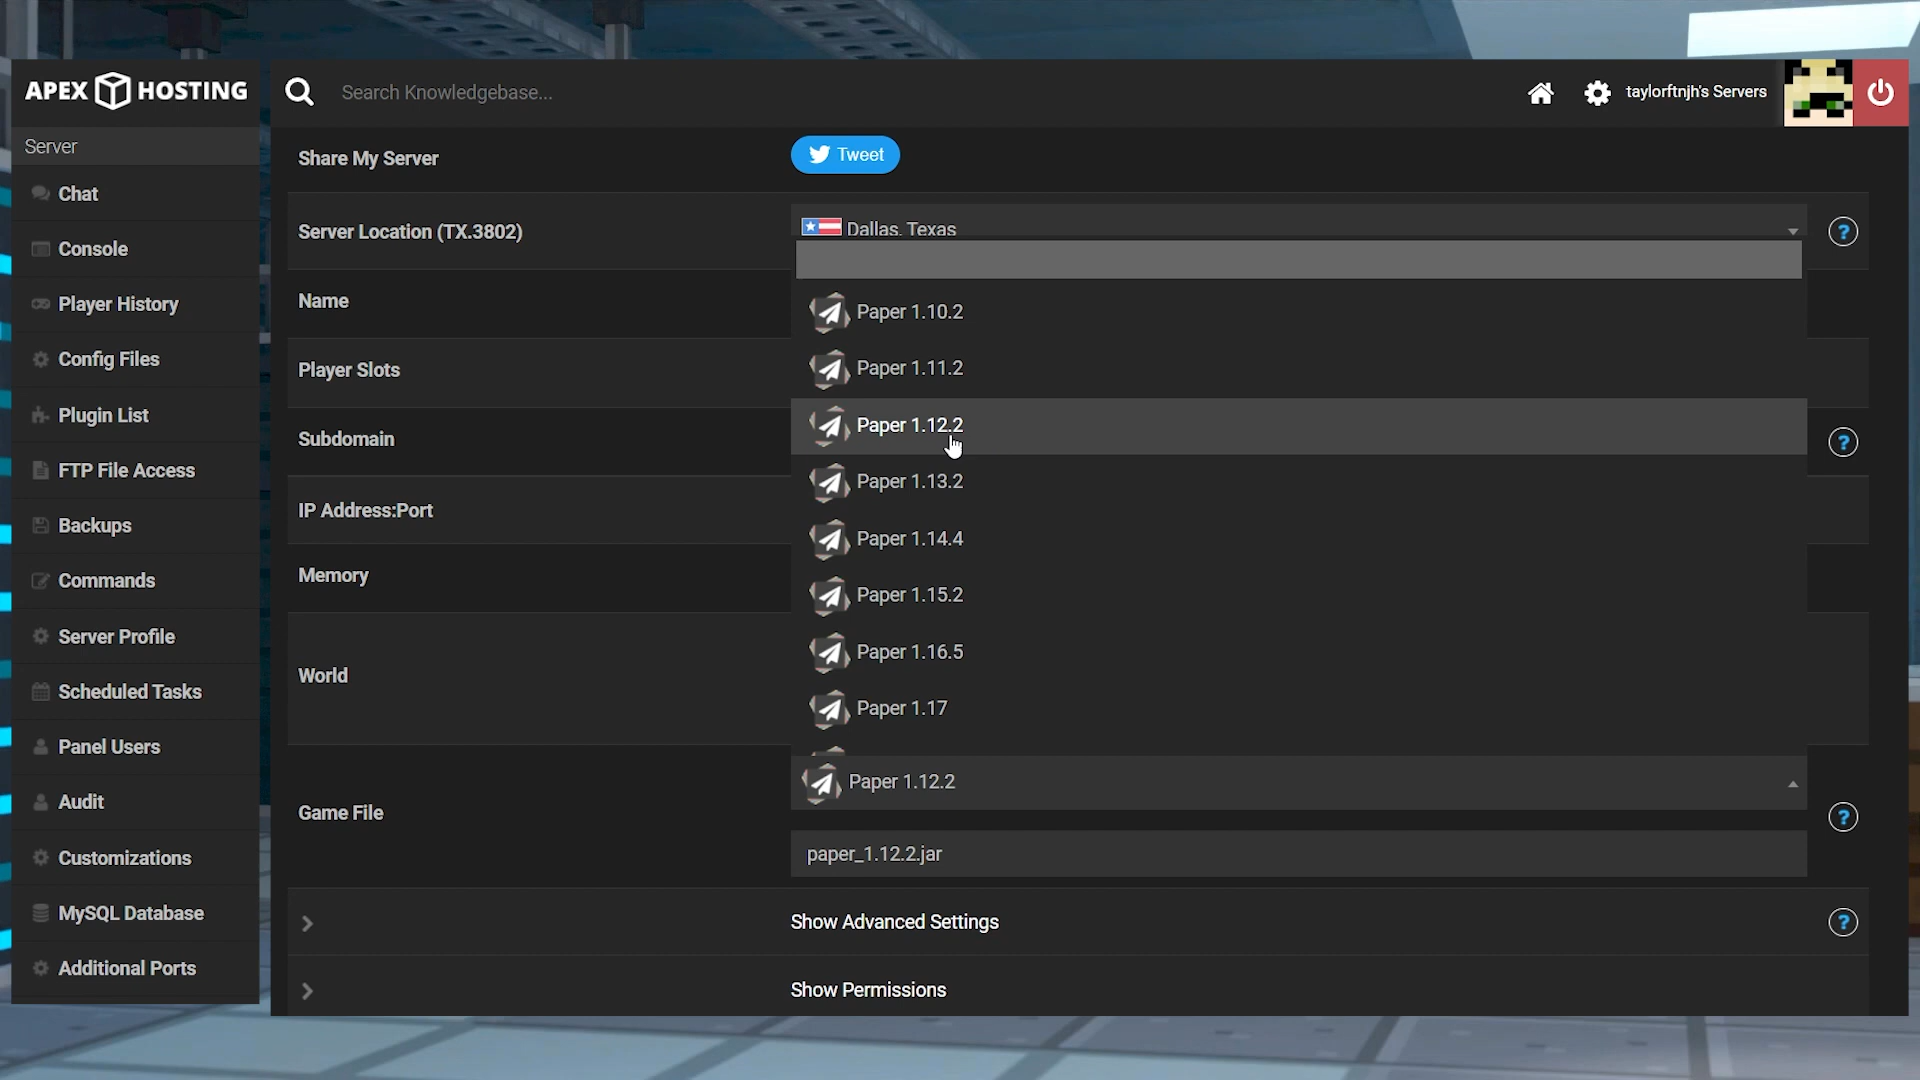 APEX HOSTING
Search Knowledgebase...
taylorftnjh's Servers
Server
Chat
Console
Player History
Config Files
Plugin List
FTP File Access
Backups
Commands
Server Profile
Scheduled Tasks
Panel Users
Audit
Customizations
MySQL Database
Additional Ports
Share My Server
Tweet
Server Location (TX.3802)
Dallas, Texas
?
Name
Paper 1.10.2
Player Slots
Paper 1.11.2
Subdomain
Paper 1.12.2
?
Paper 1.13.2
IP Address:Port
Paper 1.14.4
Memory
Paper 1.15.2
World
Paper 1.16.5
Paper 1.17
Game File
Paper 1.12.2
?
paper_1.12.2.jar
Show Advanced Settings
?
Show Permissions